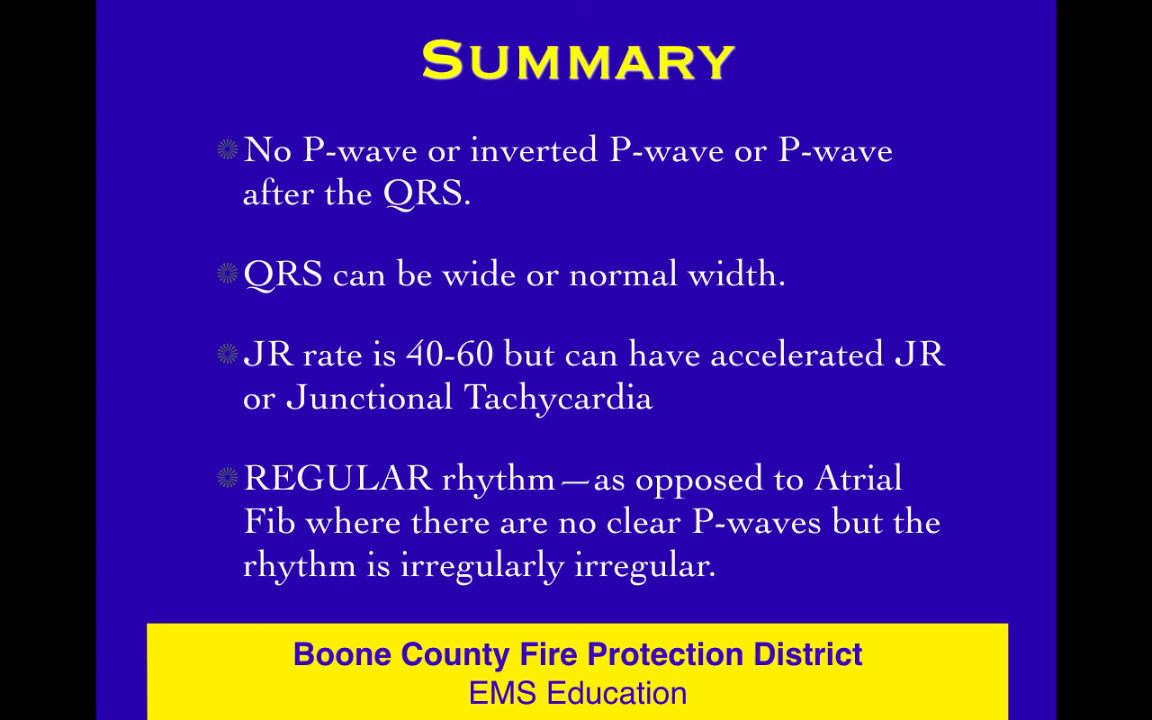 SUMMARY
No P-wave or inverted P-wave or P-wave
after the QRS.
QRS can be wide or normal width.
JR rate is 40-60 but can have accelerated JR
or Junctional Tachycardia
REGULAR rhythm—as opposed to Atrial
Fib where there are no clear P-waves but the
rhythm is irregularly irregular.
Boone County Fire Protection District
EMS Education